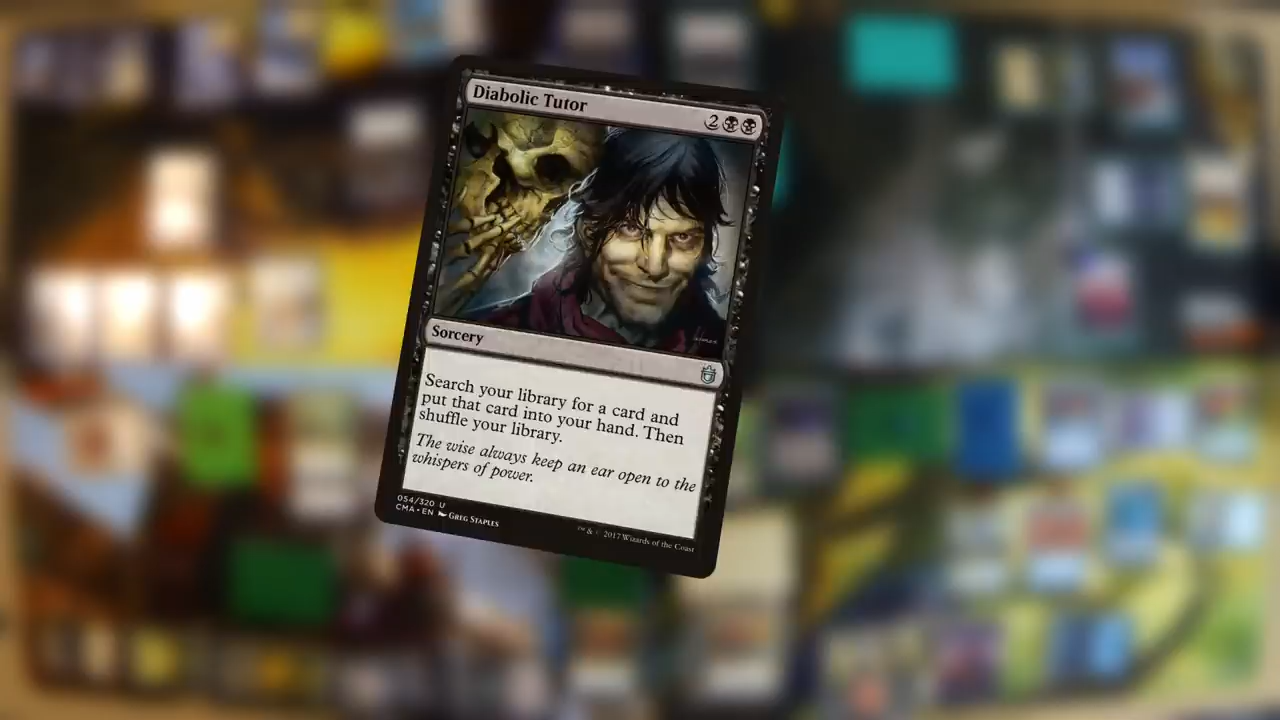 Diabolic Tutor
2
Sorcery
Search your library for a card and
put that card into your hand. Then
shuffle your library.
The wise always keep an ear open to the
whispers of power.
054/320 U
CMA • EN Greg Staples
™ & © 2017 Wizards of the Coast